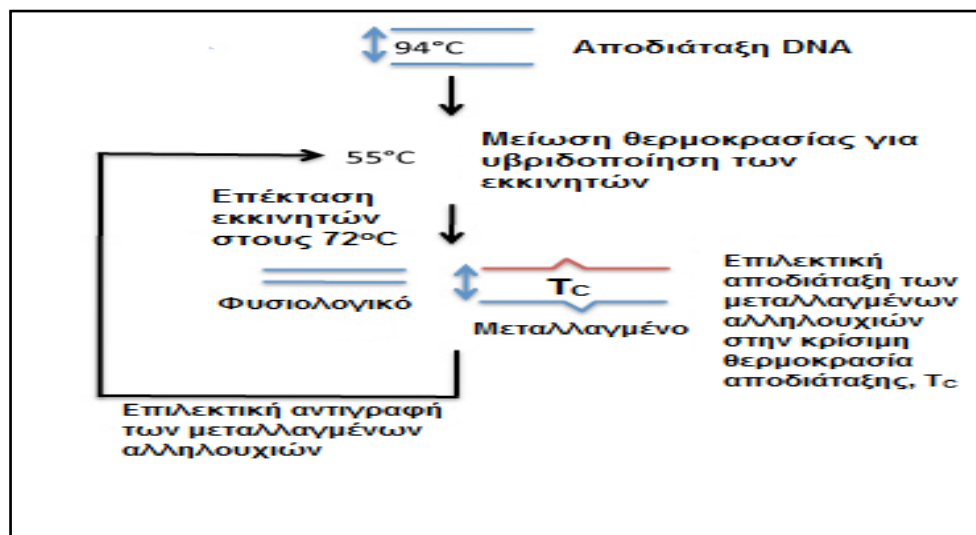 94°C
Αποδιάταξη DNA
55°C
Μείωση θερμοκρασίας για
υβριδοποίηση των
εκκινητών
Επέκταση
εκκινητών
στους 72°C
Φυσιολογικό
Tc
Μεταλλαγμένο
Επιλεκτική
αποδιάταξη των
μεταλλαγμένων
αλληλουχιών
στην κρίσιμη
θερμοκρασία
αποδιάταξης, Tc
Επιλεκτική αντιγραφή
των μεταλλαγμένων
αλληλουχιών